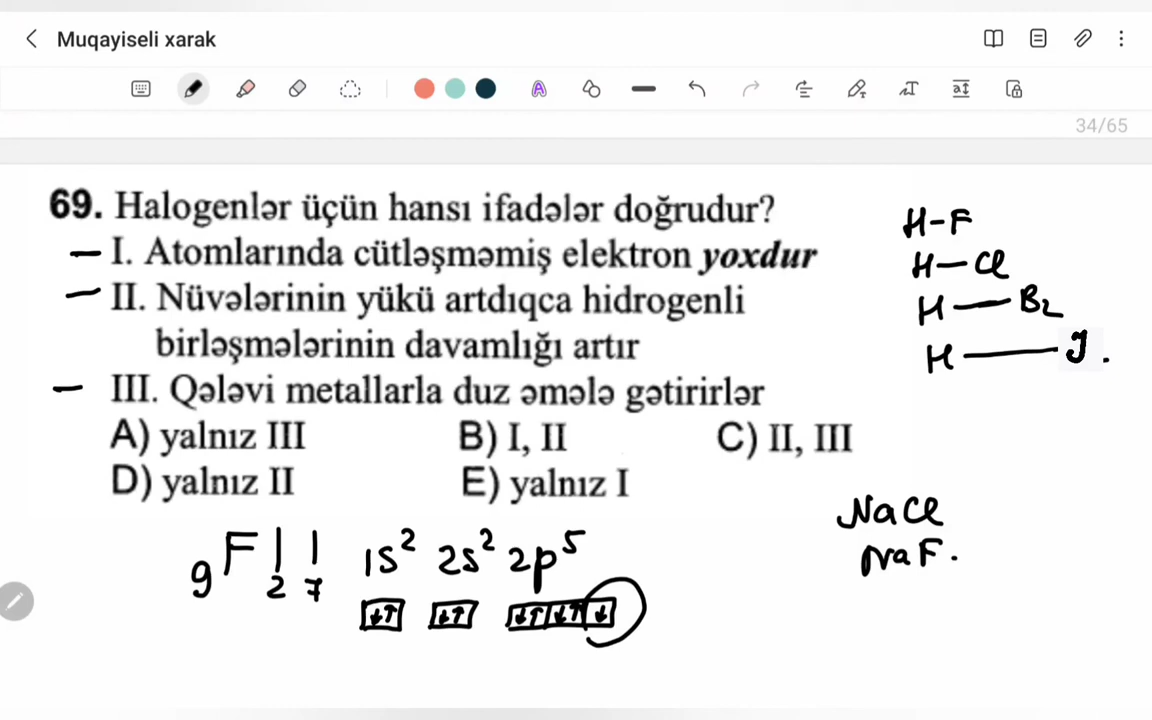 Muqayiseli xarak
34/65
69. Halogenlər üçün hansı ifadələr doğrudur?
– I. Atomlarında cütləşməmiş elektron yoxdur
– II. Nüvələrinin yükü artdıqca hidrogenli
birləşmələrinin davamlığı artır
– III. Qələvi metallarla duz əmələ gətirirlər
A) yalnız III B) I, II C) II, III
D) yalnız II E) yalnız I
H-F
H-Cl
H-Br
H-J.
NaCl
NaF.
9 F 2 7 1s² 2s² 2p⁵